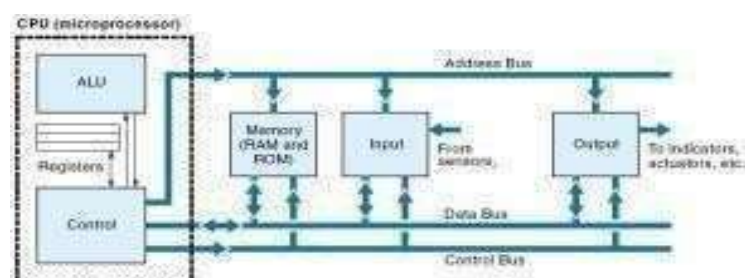 CPU (microprocessor)
ALU
Registers
Control
Address Bus
Memory
(RAM and
ROM)
Input
From
sensors,
Output
To indicators,
actuators, etc.
Data Bus
Control Bus